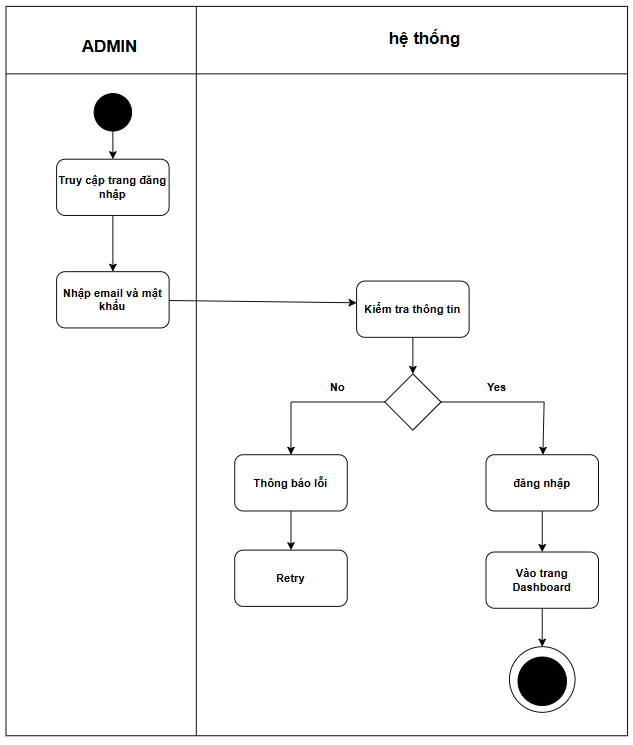 ADMIN
hệ thống
Truy cập trang đăng
nhập
Nhập email và mật
khẩu
Kiểm tra thông tin
No
Yes
Thông báo lỗi
đăng nhập
Retry
Vào trang
Dashboard